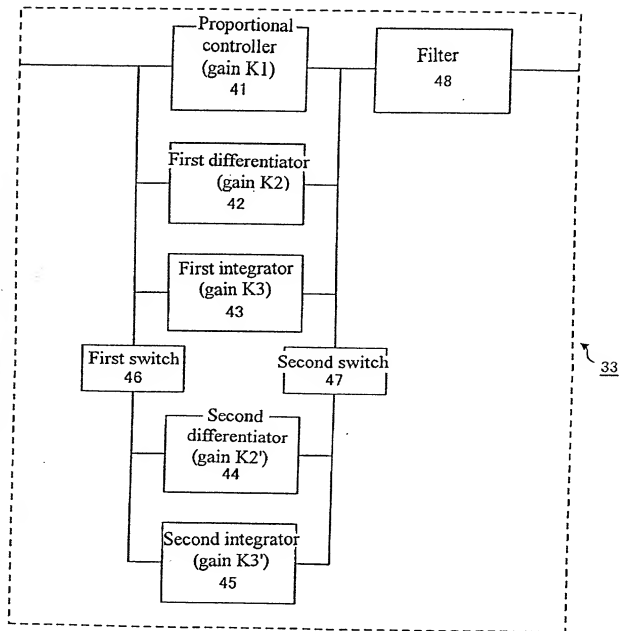 Proportional
controller
(gain K1)
41
Filter
48
First differentiator
(gain K2)
42
First integrator
(gain K3)
43
First switch
46
Second switch
47
33
Second
differentiator
(gain K2')
44
Second integrator
(gain K3')
45